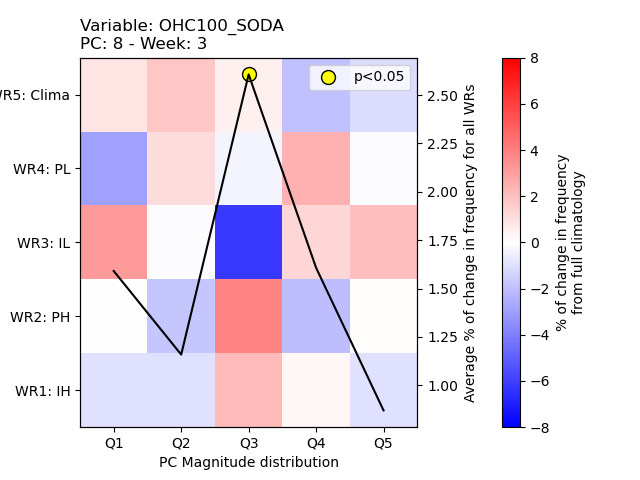 Variable: OHC100_SODA
PC: 8 - Week: 3
p<0.05
WR5: Clima
WR4: PL
WR3: IL
WR2: PH
WR1: IH
Q1 Q2 Q3 Q4 Q5
PC Magnitude distribution
2.50
2.25
2.00
1.75
1.50
1.25
1.00
Average % of change in frequency for all WRs
8
6
4
2
0
−2
−4
−6
−8
% of change in frequency
from full climatology